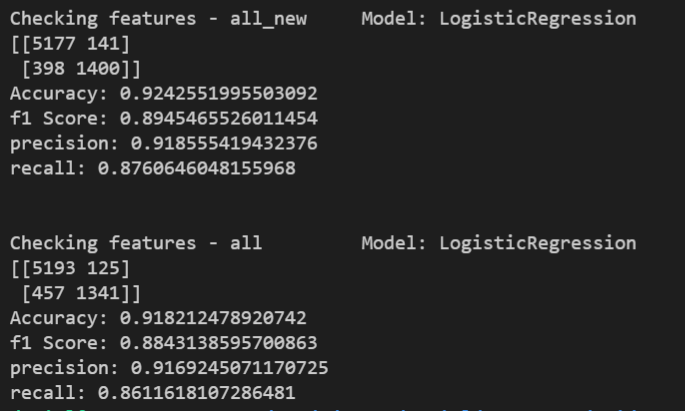 Checking features - all_new     Model: LogisticRegression
[[5177 141]
 [398 1400]]
Accuracy: 0.9242551995503092
f1 Score: 0.8945465526011454
precision: 0.918555419432376
recall: 0.8760646048155968
Checking features - all         Model: LogisticRegression
[[5193 125]
 [457 1341]]
Accuracy: 0.918212478920742
f1 Score: 0.8843138595700863
precision: 0.9169245071170725
recall: 0.8611618107286481